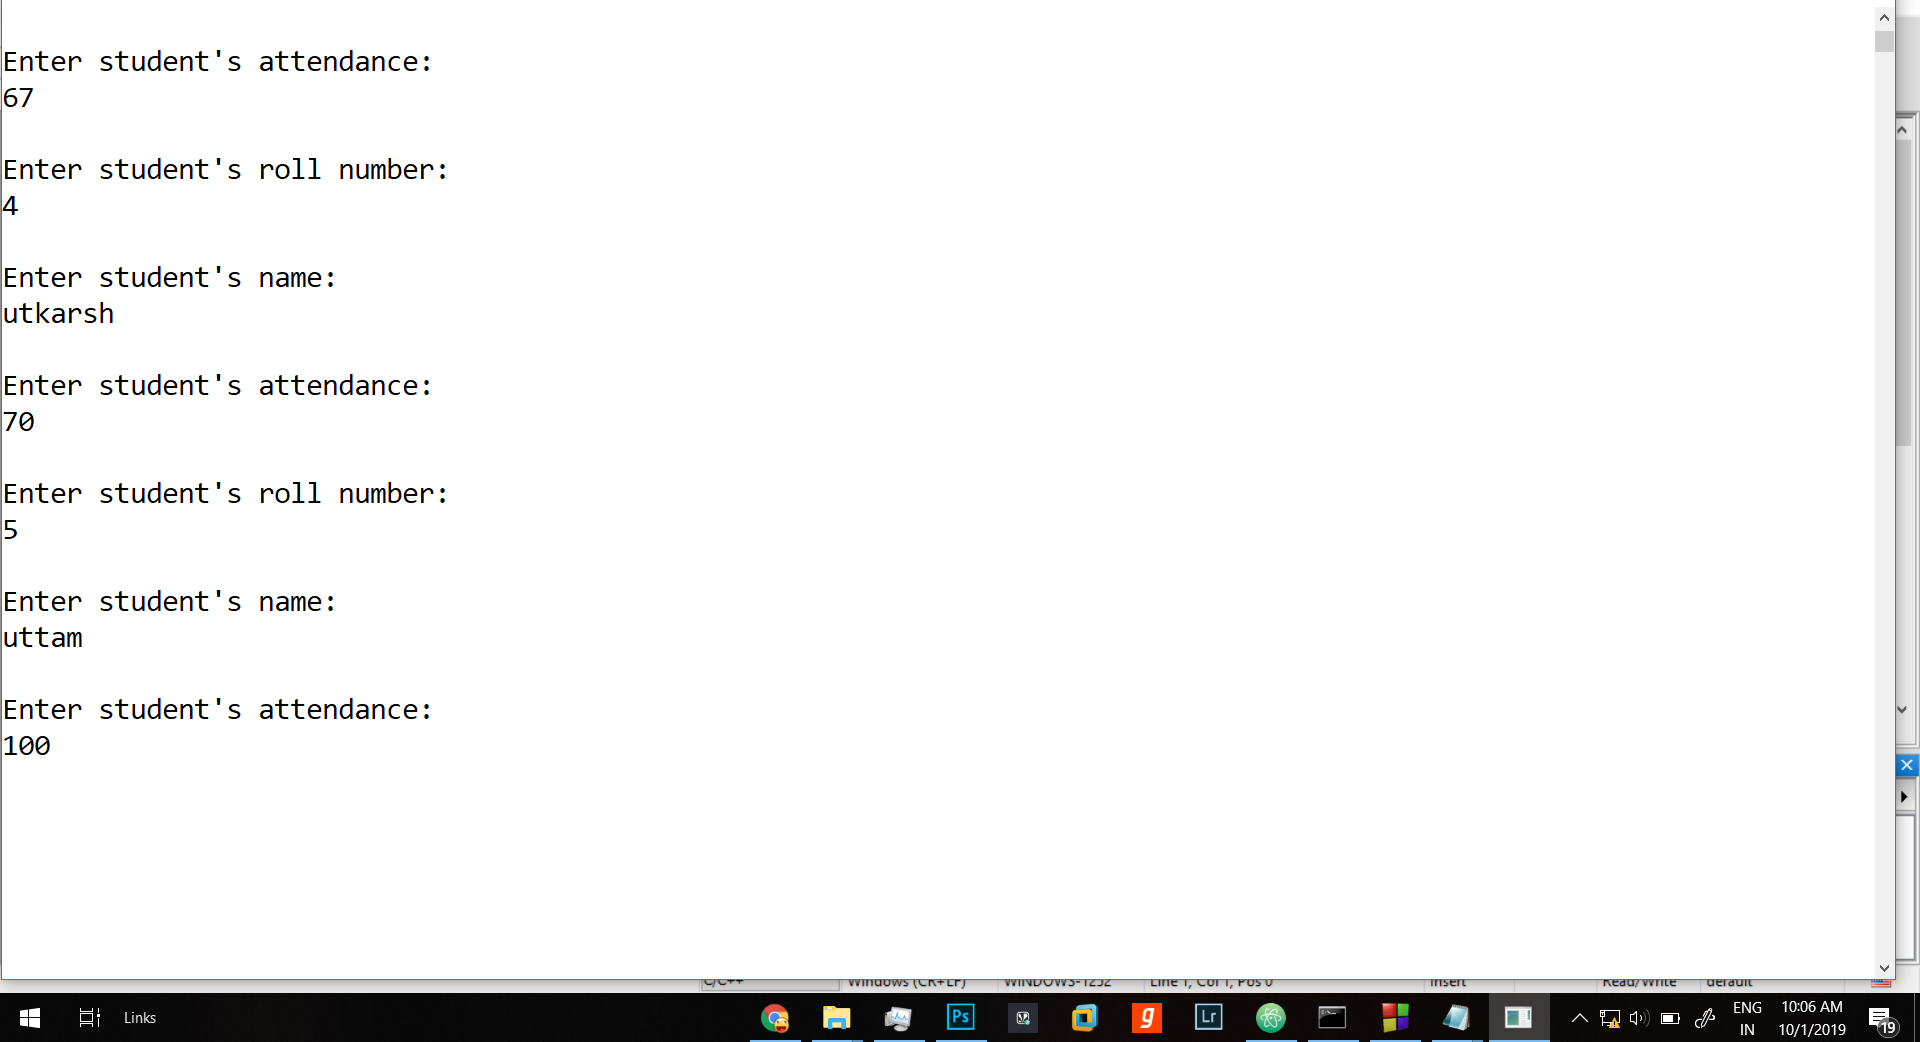 Enter student's attendance:
67
Enter student's roll number:
4
Enter student's name:
utkarsh
Enter student's attendance:
70
Enter student's roll number:
5
Enter student's name:
uttam
Enter student's attendance:
100
C/C++ Windows (CR+LF) WINDOWS-1252 Line 1, Col 1, Pos 0 Insert Read/Write default
Links Ps g Lr ENG 10:06 AM
IN 10/1/2019 19